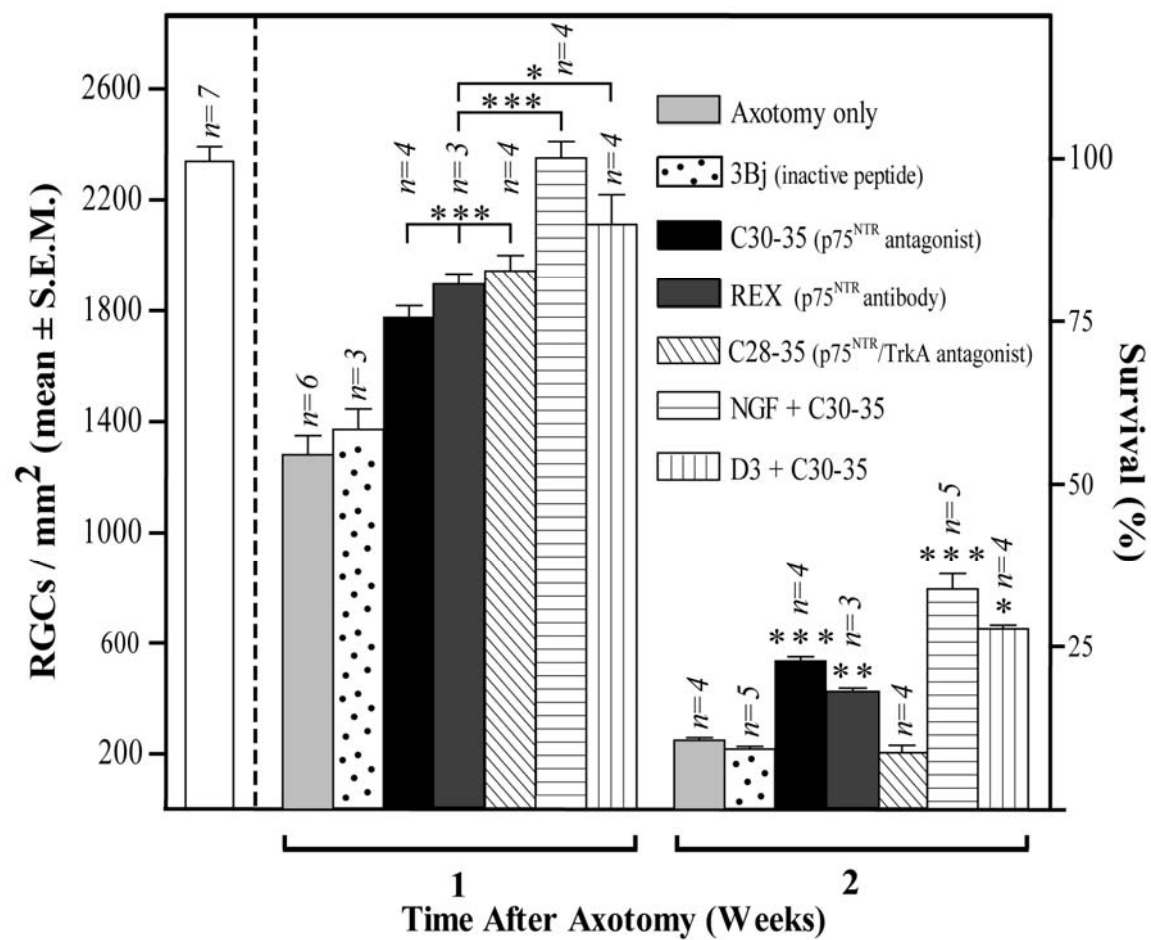 RGCs / mm² (mean ± S.E.M.)
2600
2200
1800
1400
1000
600
200
n=7
n=6
n=3
n=4
n=3
n=4
n=4
n=4
***
***
*
Axotomy only
3Bj (inactive peptide)
C30-35 (p75NTR antagonist)
REX (p75NTR antibody)
C28-35 (p75NTR/TrkA antagonist)
NGF + C30-35
D3 + C30-35
n=4
n=5
n=4
***
n=3
**
n=4
n=5
***
n=4
*
100
75
50
25
Survival (%)
1
2
Time After Axotomy (Weeks)